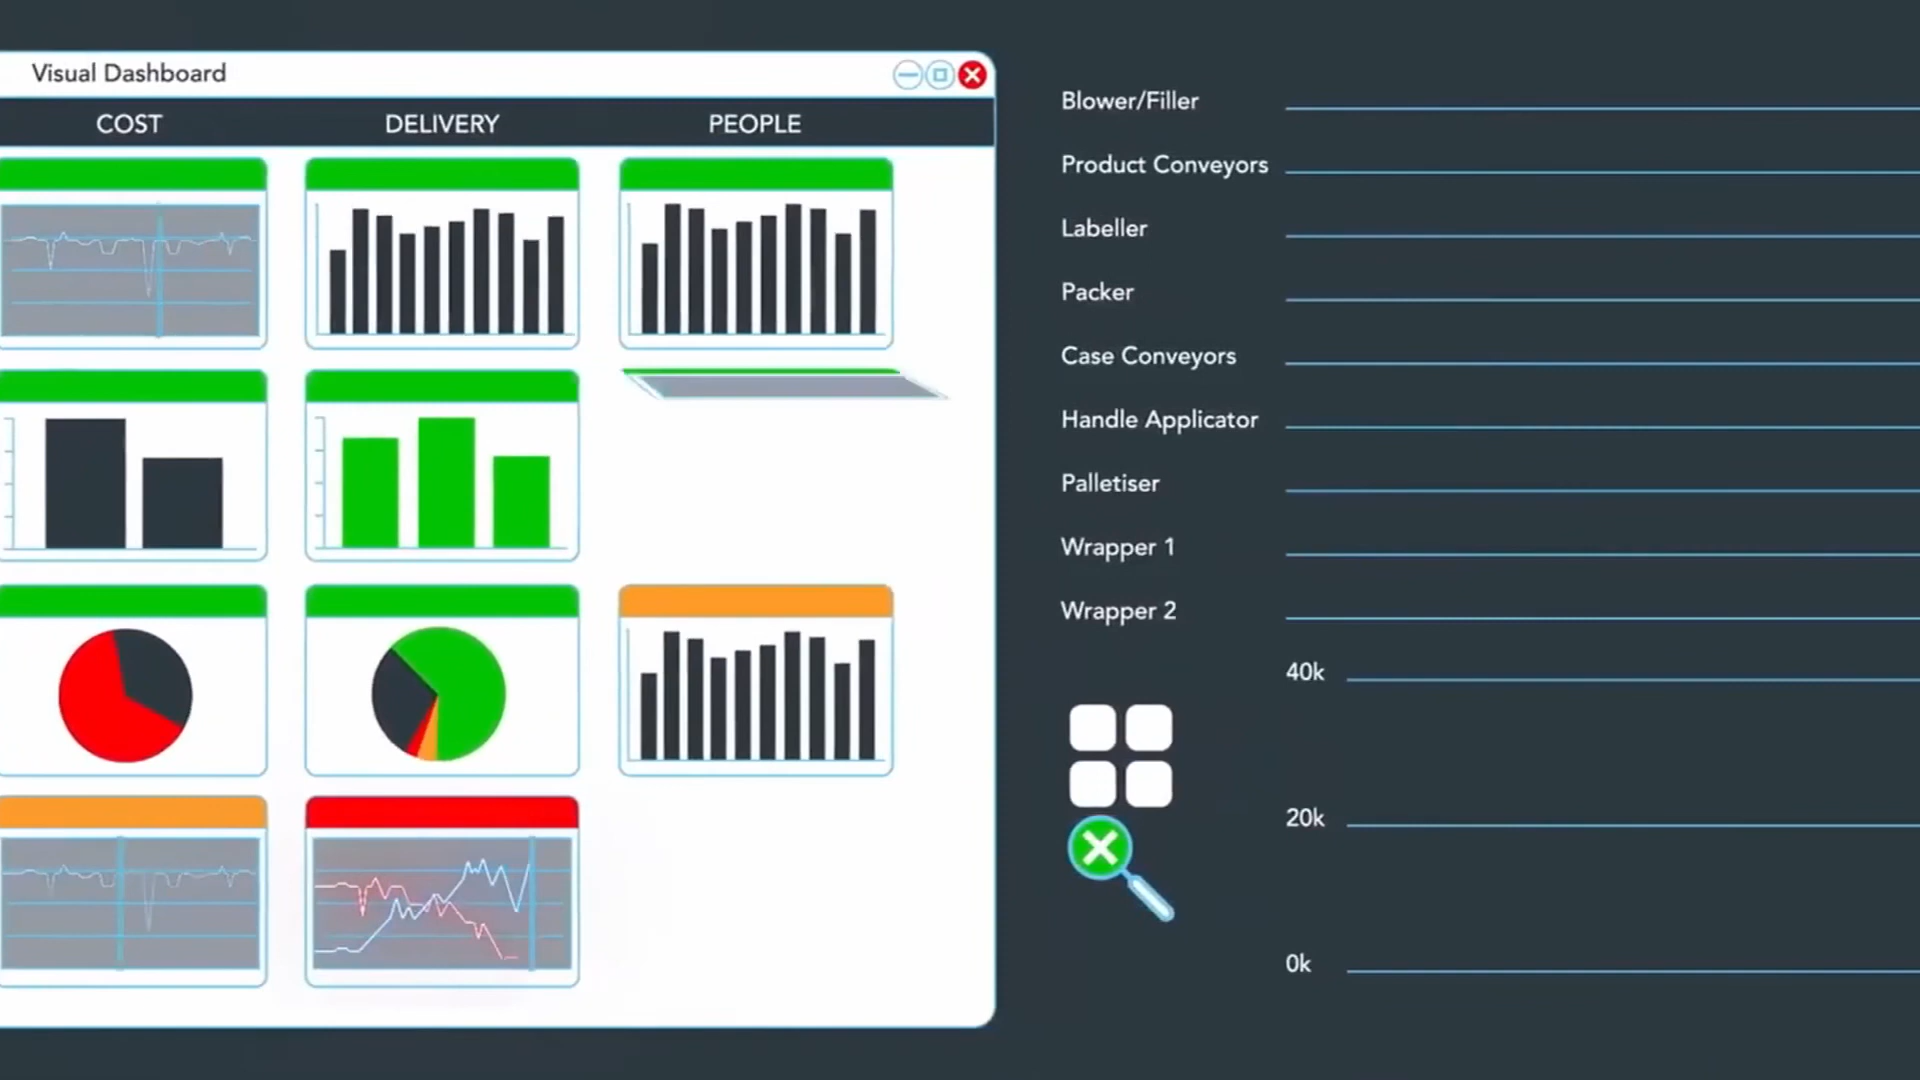 Visual Dashboard
COST DELIVERY PEOPLE
Blower/Filler
Product Conveyors
Labeller
Packer
Case Conveyors
Handle Applicator
Palletiser
Wrapper 1
Wrapper 2
40k
20k
0k